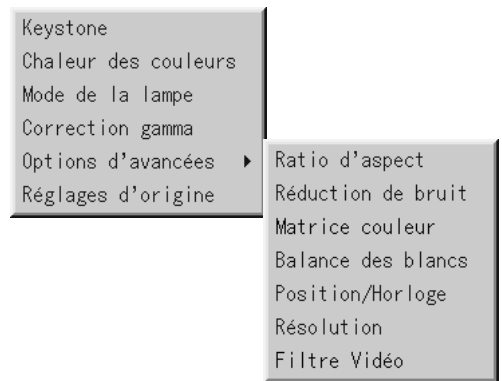 Keystone
Chaleur des couleurs
Mode de la lampe
Correction gamma
Options d'avancées
Réglages d'origine
Ratio d'aspect
Réduction de bruit
Matrice couleur
Balance des blancs
Position/Horloge
Résolution
Filtre Vidéo